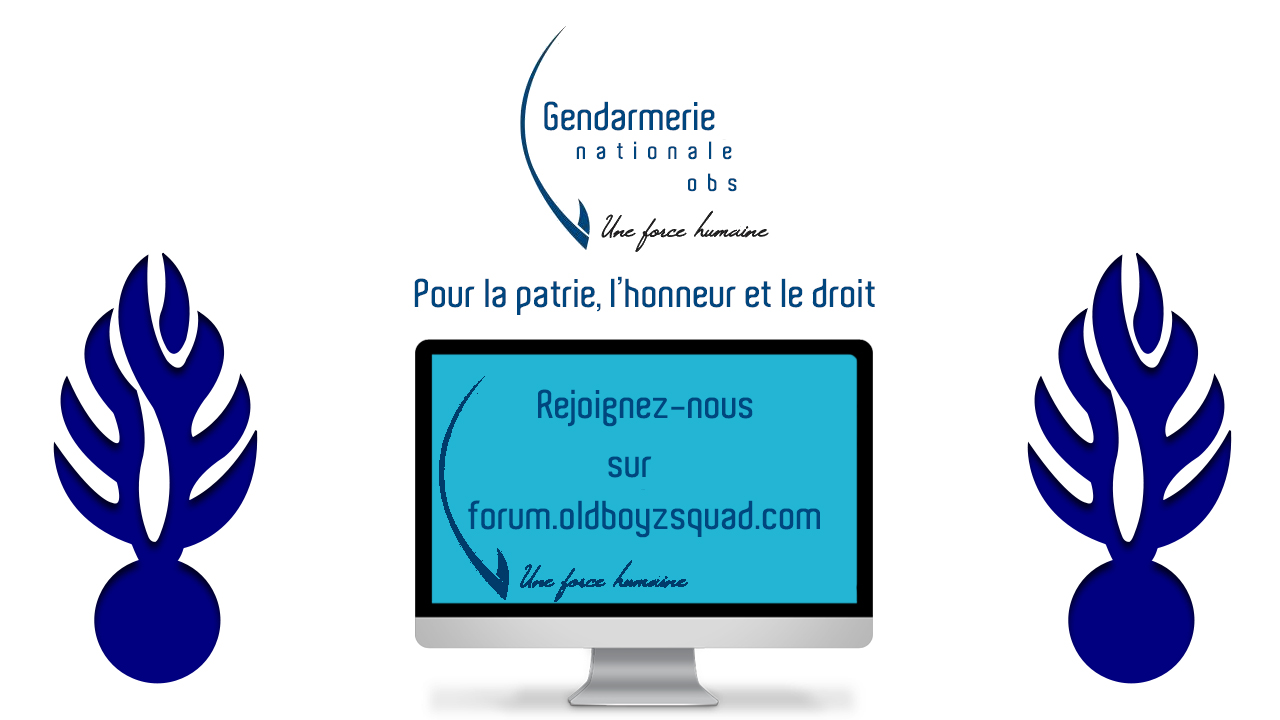 Gendarmerie
nationale
obs
Une force humaine
Pour la patrie, l'honneur et le droit
Rejoignez-nous
sur
forum.oldboyzsquad.com
Une force humaine